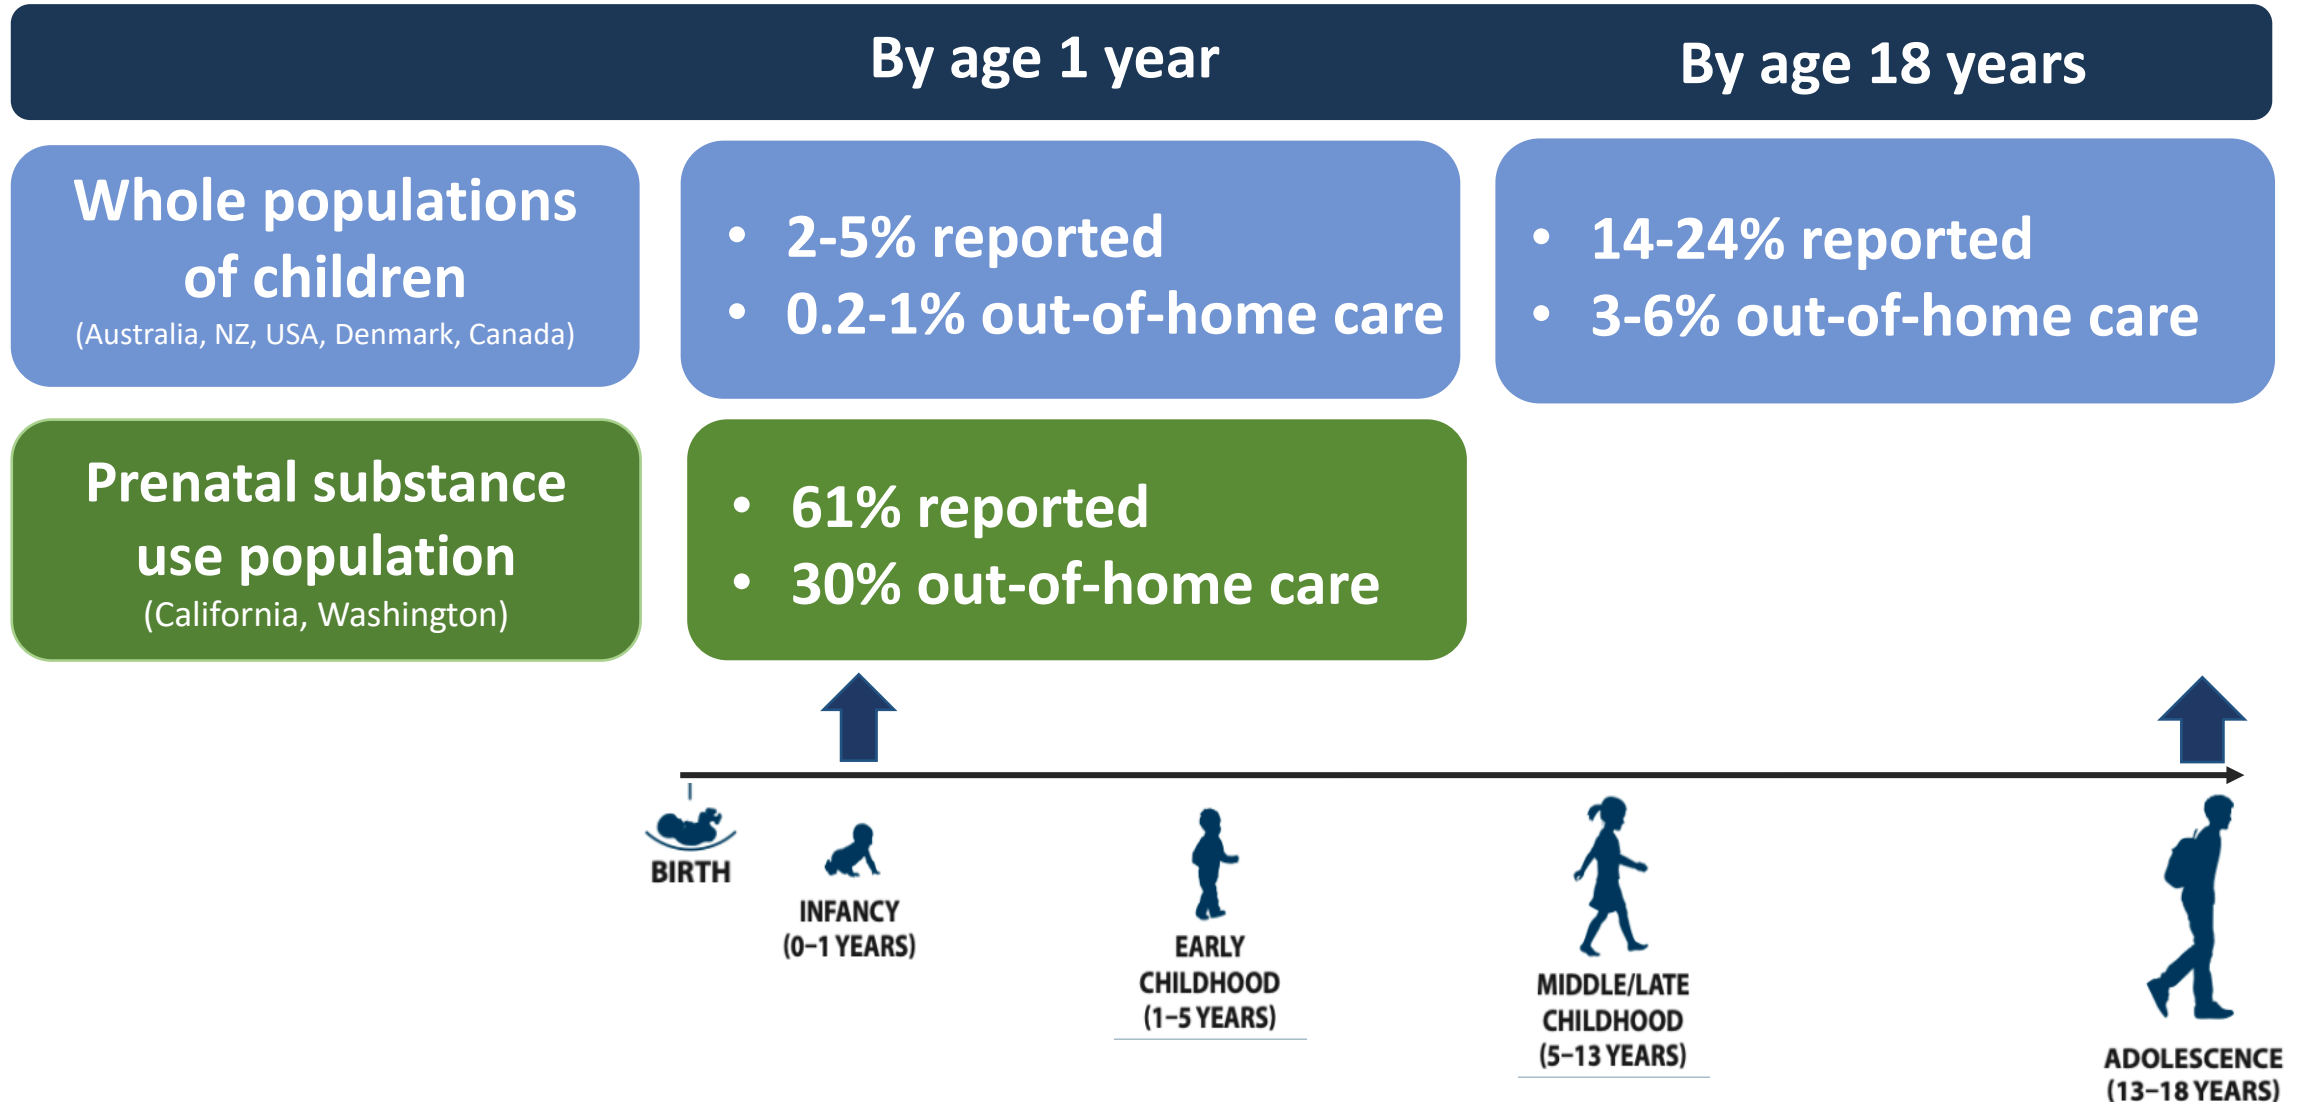 By age 1 year
By age 18 years
Whole populations
of children
(Australia, NZ, USA, Denmark, Canada)
• 2-5% reported
• 0.2-1% out-of-home care
• 14-24% reported
• 3-6% out-of-home care
Prenatal substance
use population
(California, Washington)
• 61% reported
• 30% out-of-home care
BIRTH
INFANCY
(0–1 YEARS)
EARLY
CHILDHOOD
(1–5 YEARS)
MIDDLE/LATE
CHILDHOOD
(5–13 YEARS)
ADOLESCENCE
(13–18 YEARS)